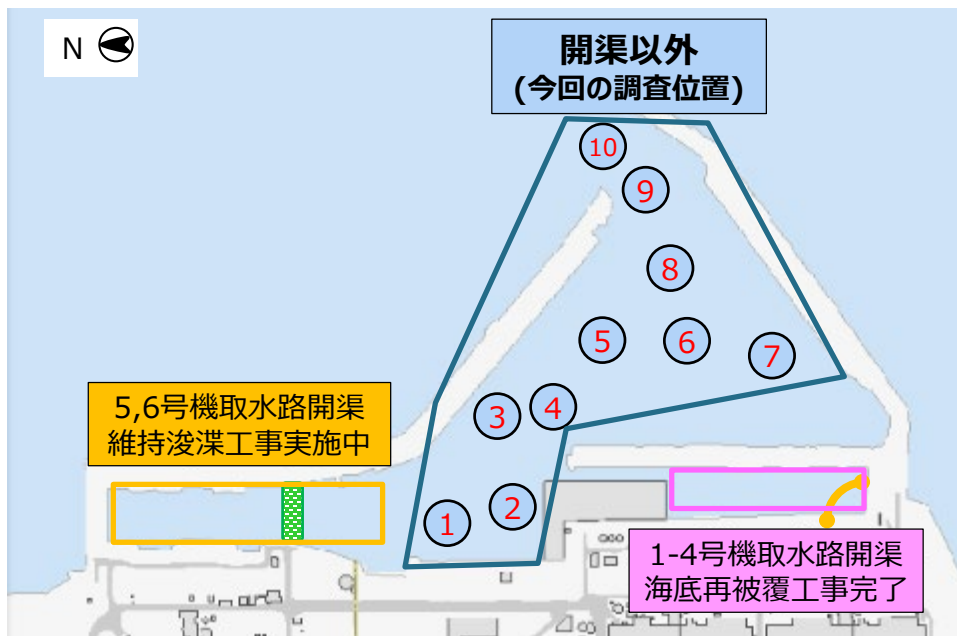 N
開渠以外
(今回の調査位置)
10
9
8
5
6
7
3
4
5,6号機取水路開渠
維持浚渫工事実施中
1
2
1-4号機取水路開渠
海底再被覆工事完了